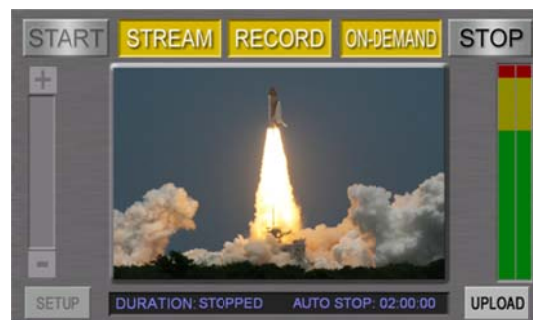 START STREAM RECORD ON-DEMAND STOP
+
-
SETUP DURATION: STOPPED AUTO STOP: 02:00:00 UPLOAD